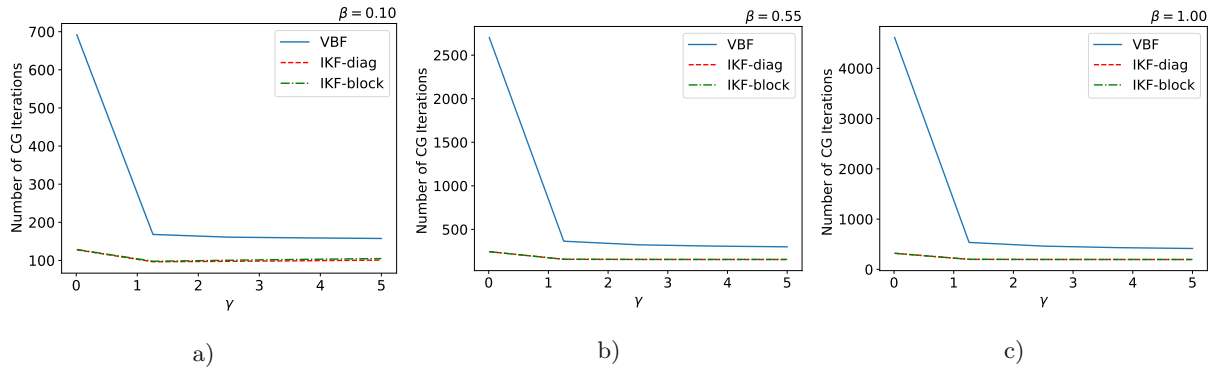 β = 0.10
700
600
500
400
300
200
100
Number of CG Iterations
0 1 2 3 4 5
γ
VBF
IKF-diag
IKF-block
a)
β = 0.55
2500
2000
1500
1000
500
Number of CG Iterations
0 1 2 3 4 5
γ
VBF
IKF-diag
IKF-block
b)
β = 1.00
4000
3000
2000
1000
0
Number of CG Iterations
0 1 2 3 4 5
γ
VBF
IKF-diag
IKF-block
c)